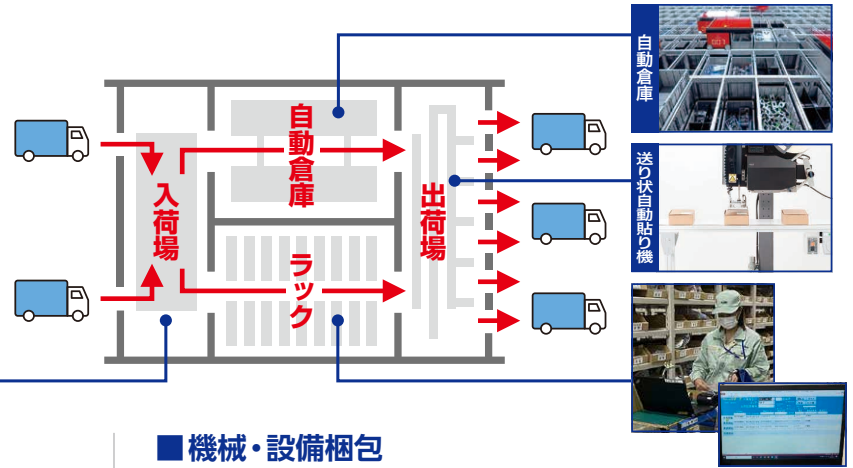 自動倉庫
自動倉庫
送り状自動貼り機
入荷場
出荷場
ラック
■機械・設備梱包